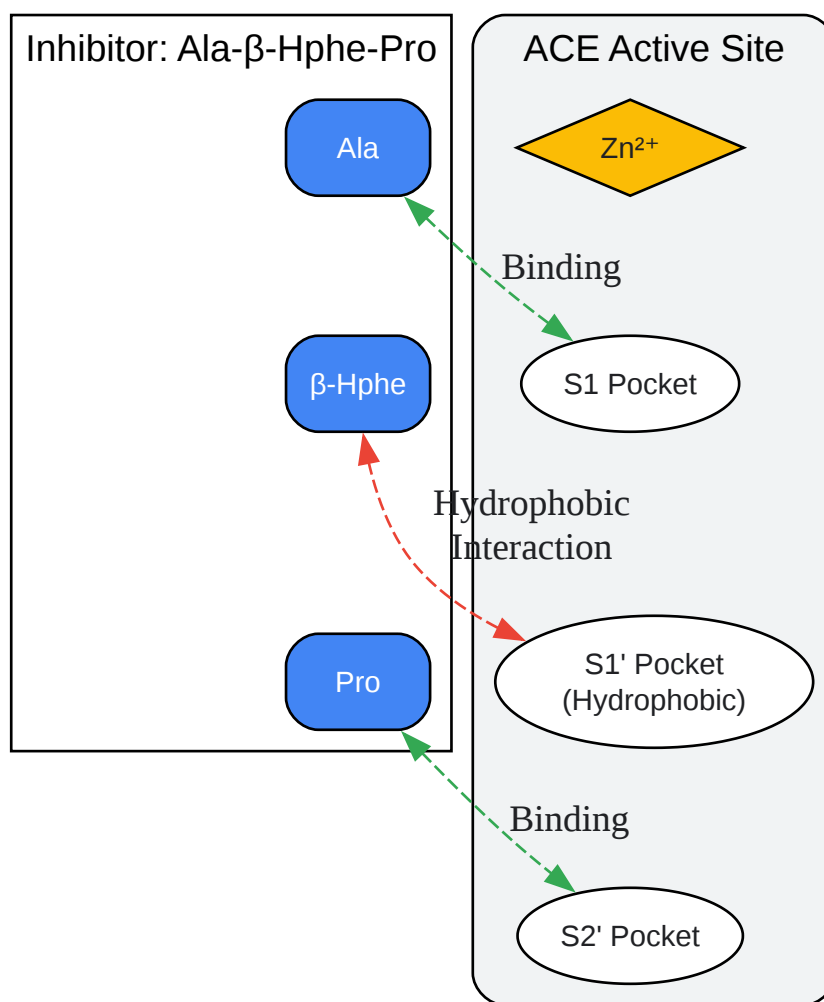 Inhibitor: Ala-β-Hphe-Pro
ACE Active Site
Ala
Zn²⁺
Binding
β-Hphe
S1 Pocket
Hydrophobic
Interaction
Pro
S1' Pocket
(Hydrophobic)
Binding
S2' Pocket